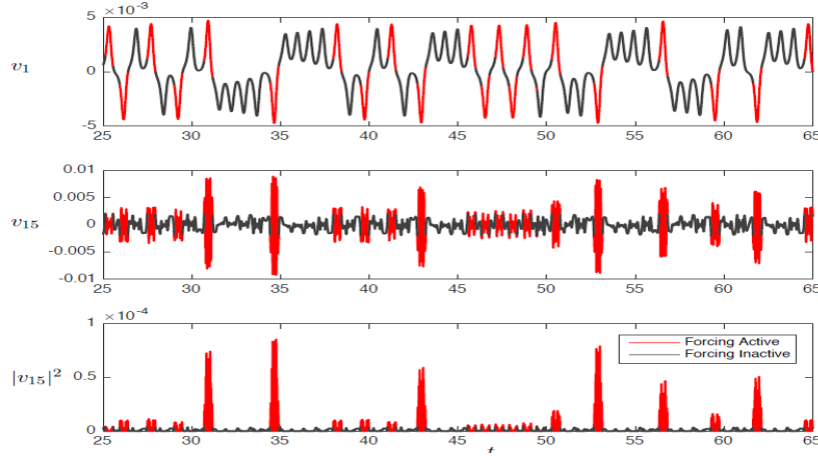 5 ×10⁻³
v₁
0
-5
25 30 35 40 45 50 55 60 65
0.01
0.005
v₁₅
0
-0.005
-0.01
25 30 35 40 45 50 55 60 65
1 ×10⁻⁴
Forcing Active
Forcing Inactive
|v₁₅|²
0.5
0
25 30 35 40 45 50 55 60 65
t